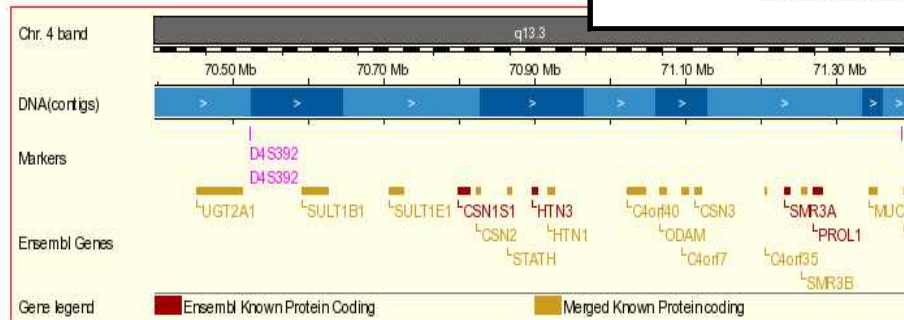 Chr. 4 band q13.3
70.50 Mb 70.70 Mb 70.90 Mb 71.10 Mb 71.30 Mb
DNA(contigs) > > > > > > > > > >
Markers D4S392
D4S392
UGT2A1 SULT1B1 SULT1E1 CSN1S1 HTN3 C4orf40 CSN3 SMR3A MUC
CSN2 HTN1 ODAM PROL1
Ensembl Genes STATH C4orf7 C4orf35
SMR3B
Gene legend Ensembl Known Protein Coding Merged Known Protein coding